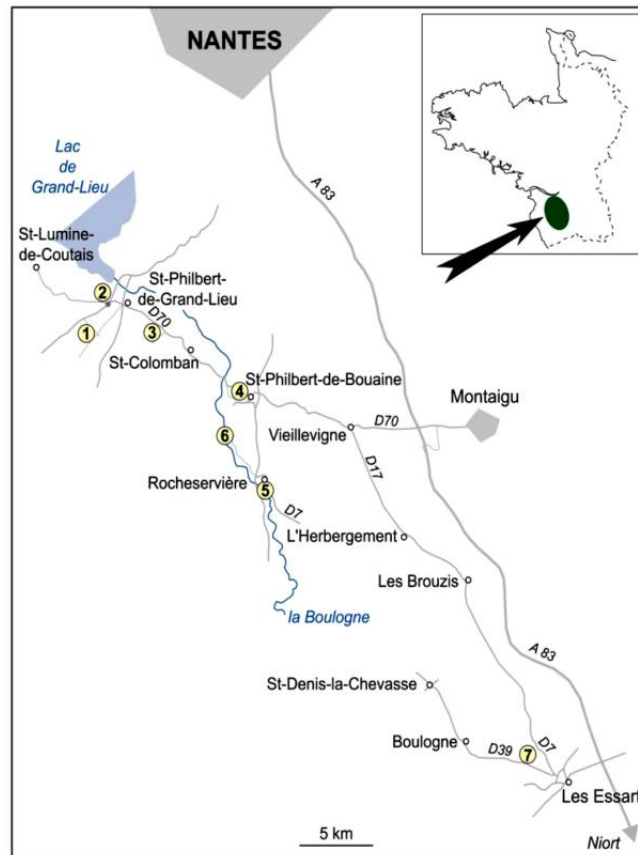 NANTES
Lac
de
Grand-Lieu
A 83
St-Lumine-
de-Coutais
St-Philbert-
de-Grand-Lieu
2
D70
1
3
St-Colomban
4
St-Philbert-de-Bouaine
Montaigu
D70
Vieillevigne
6
D17
Rocheservière
5
D7
L'Herbergement
Les Brouzis
la Boulogne
A 83
St-Denis-la-Chevasse
Boulogne
D39
7
D7
Les Essart
5 km
Niort